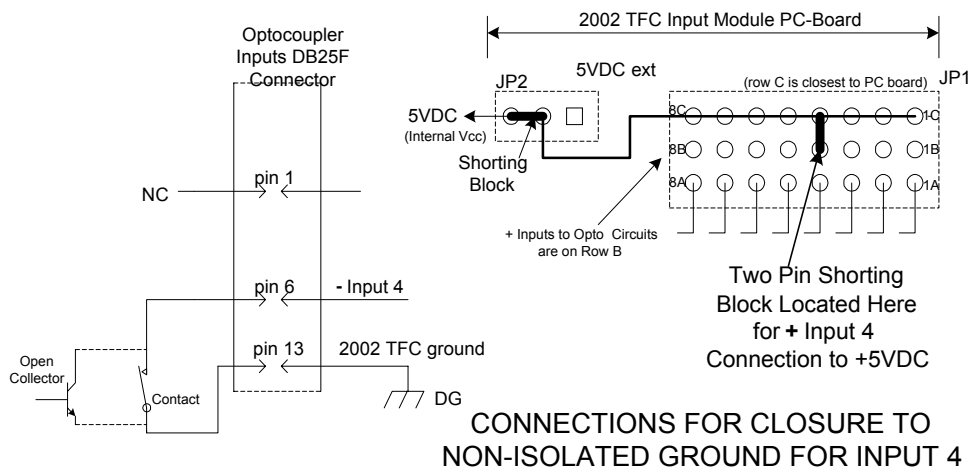 2002 TFC Input Module PC-Board
Optocoupler
Inputs DB25F
Connector
5VDC ext
JP2
(row C is closest to PC board)
JP1
5VDC
(Internal Vcc)
Shorting
Block
8C
1C
8B
1B
8A
1A
+ Inputs to Opto Circuits
are on Row B
NC
pin 1
pin 6
- Input 4
pin 13
2002 TFC ground
DG
Open
Collector
Contact
Two Pin Shorting
Block Located Here
for + Input 4
Connection to +5VDC
CONNECTIONS FOR CLOSURE TO
NON-ISOLATED GROUND FOR INPUT 4